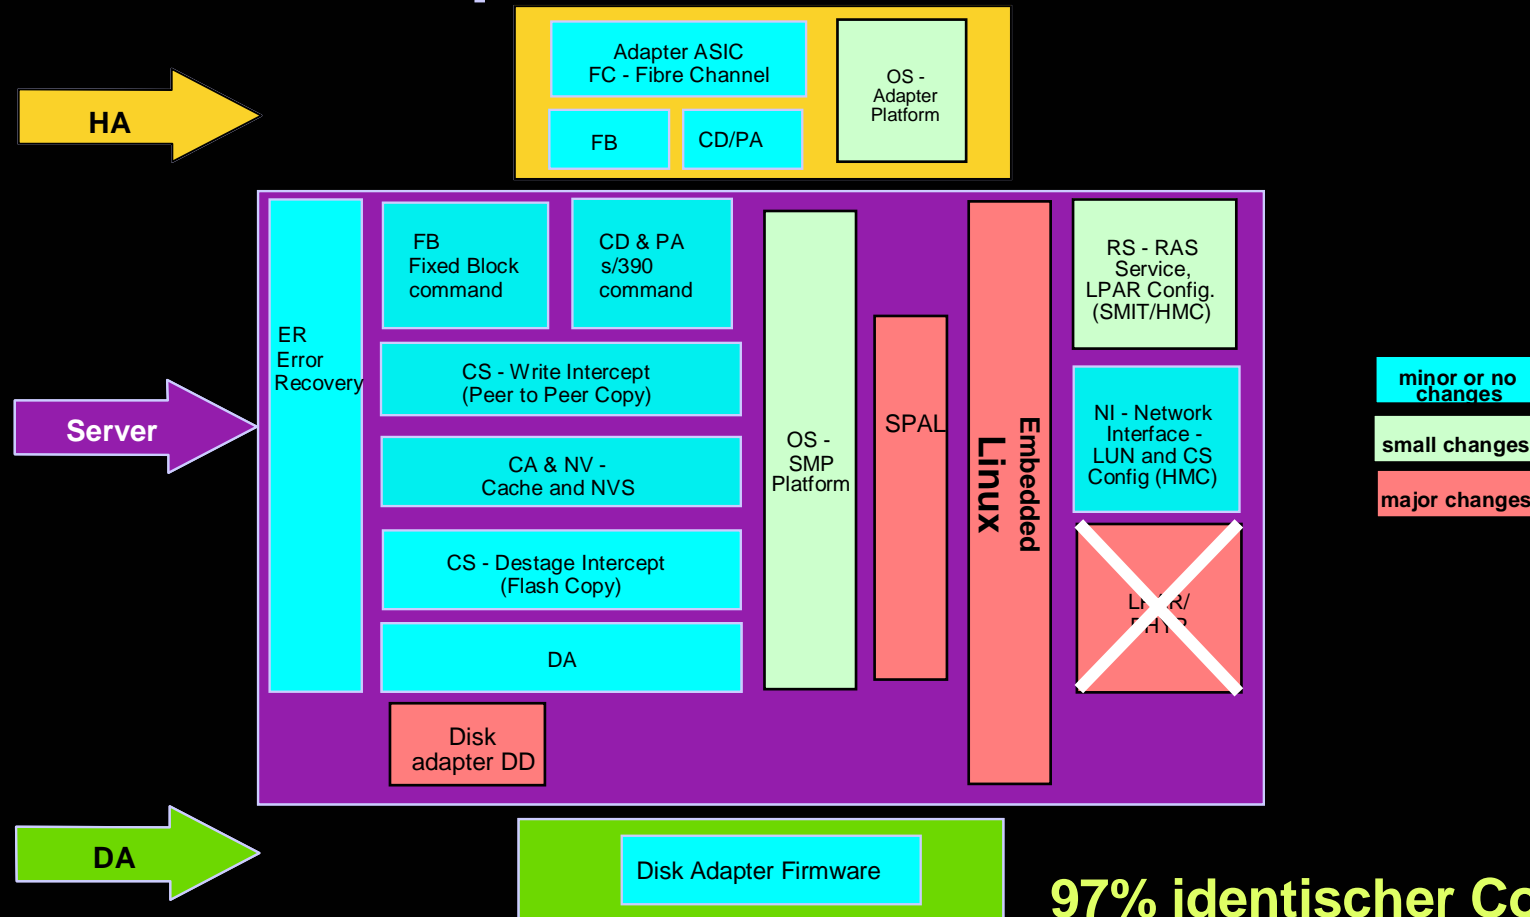 HA
Adapter ASIC
FC - Fibre Channel
FB
CD/PA
OS -
Adapter
Platform
Server
ER
Error
Recovery
FB
Fixed Block
command
CD & PA
s/390
command
CS - Write Intercept
(Peer to Peer Copy)
CA & NV -
Cache and NVS
CS - Destage Intercept
(Flash Copy)
DA
Disk
adapter DD
OS -
SMP
Platform
SPAL
Embedded
Linux
RS - RAS
Service,
LPAR Config.
(SMIT/HMC)
NI - Network
Interface -
LUN and CS
Config (HMC)
minor or no
changes
small changes
major changes
DA
Disk Adapter Firmware
97% identischer Co